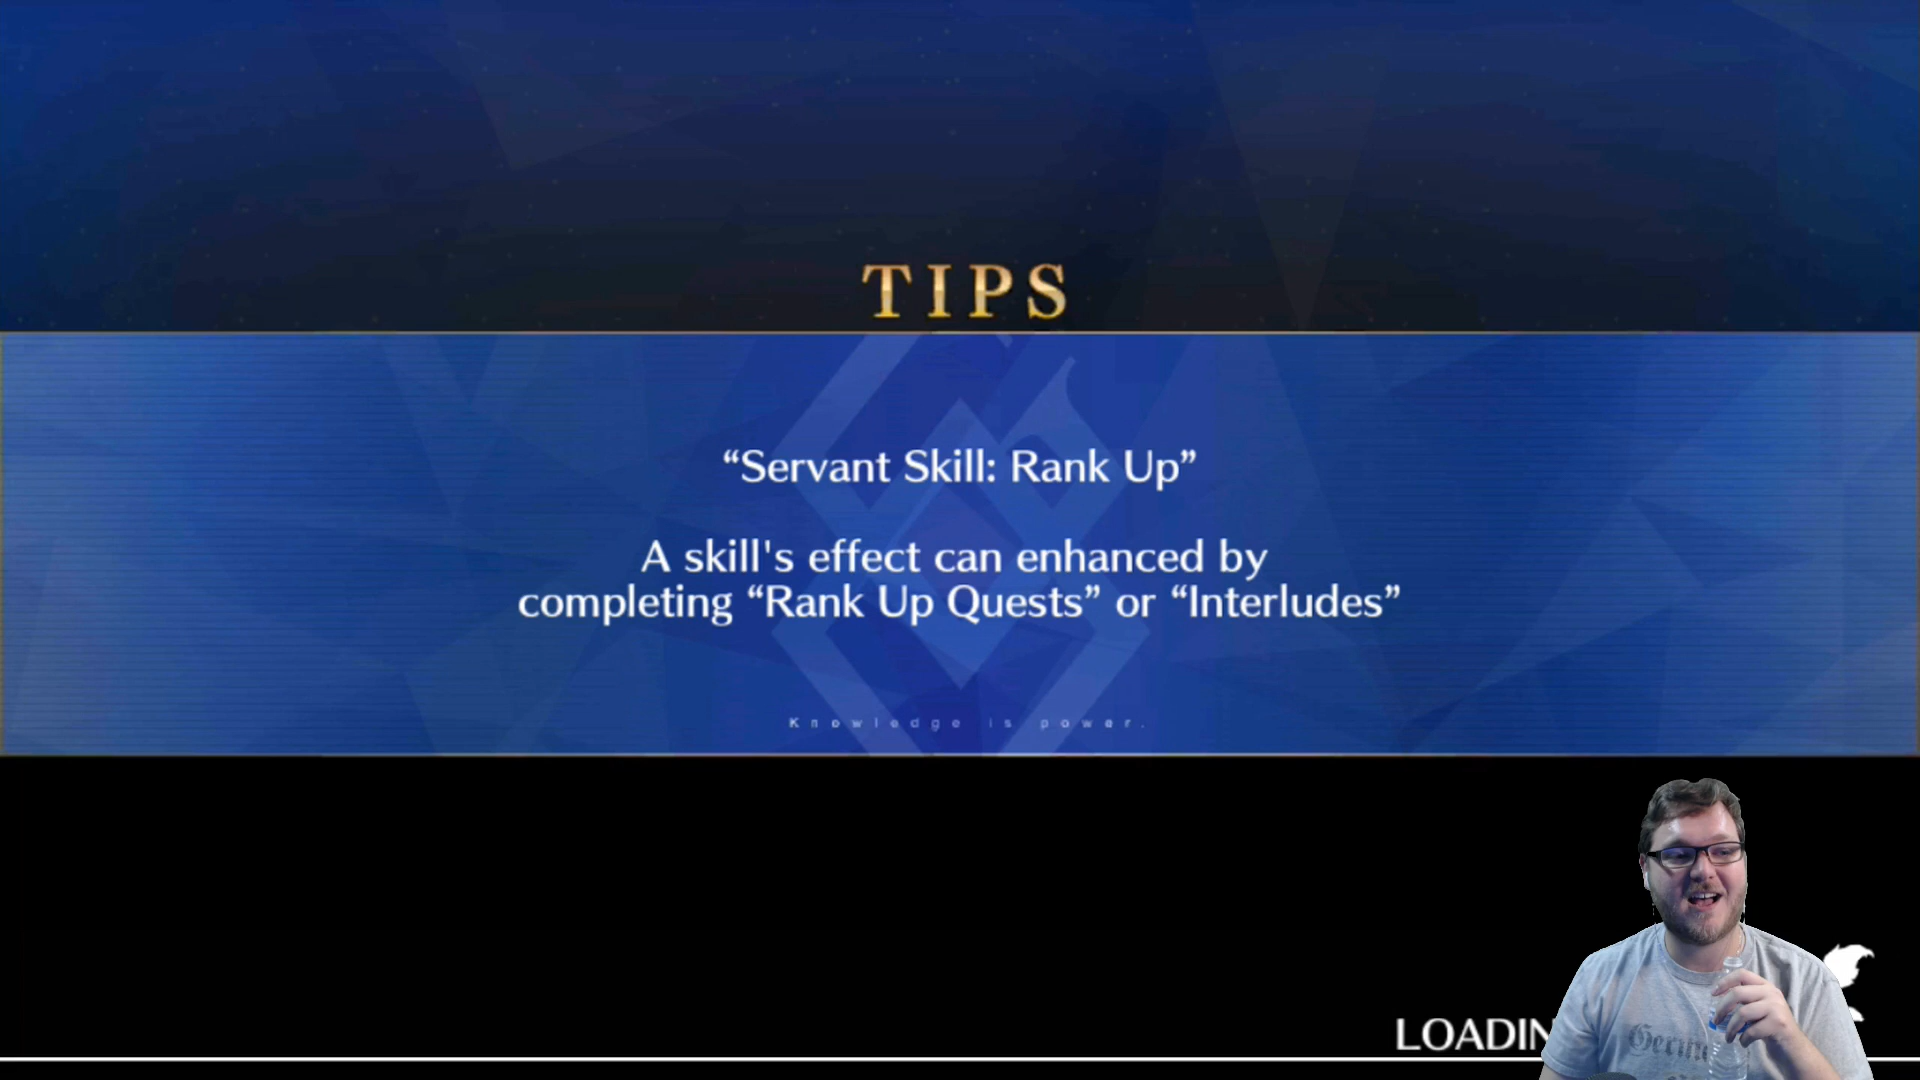 TIPS
“Servant Skill: Rank Up”
A skill's effect can enhanced by
completing “Rank Up Quests” or “Interludes”
Knowledge is power.
LOADIN